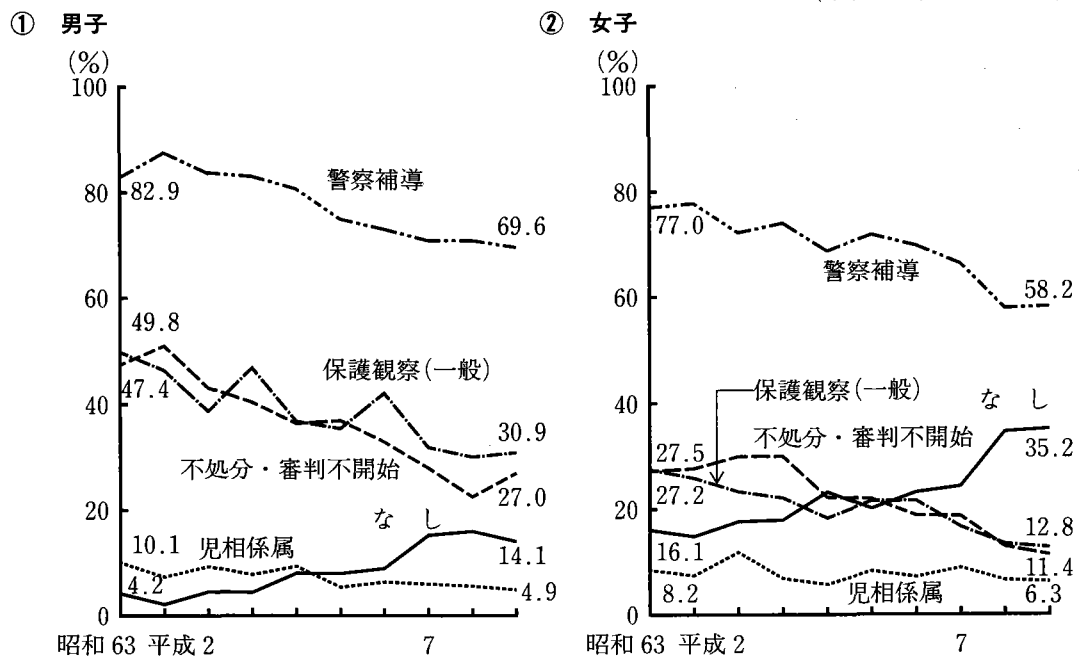 ① 男子
(%)
100
80
60
40
20
0
82.9
警察補導
69.6
49.8
47.4
保護観察(一般)
30.9
不処分・審判不開始
27.0
なし
14.1
10.1
児相係属
4.2
4.9
昭和63 平成2 7
② 女子
(%)
100
80
60
40
20
0
77.0
警察補導
58.2
保護観察(一般)
なし
35.2
不処分・審判不開始
27.5
27.2
12.8
11.4
16.1
8.2
児相係属
6.3
昭和63 平成2 7